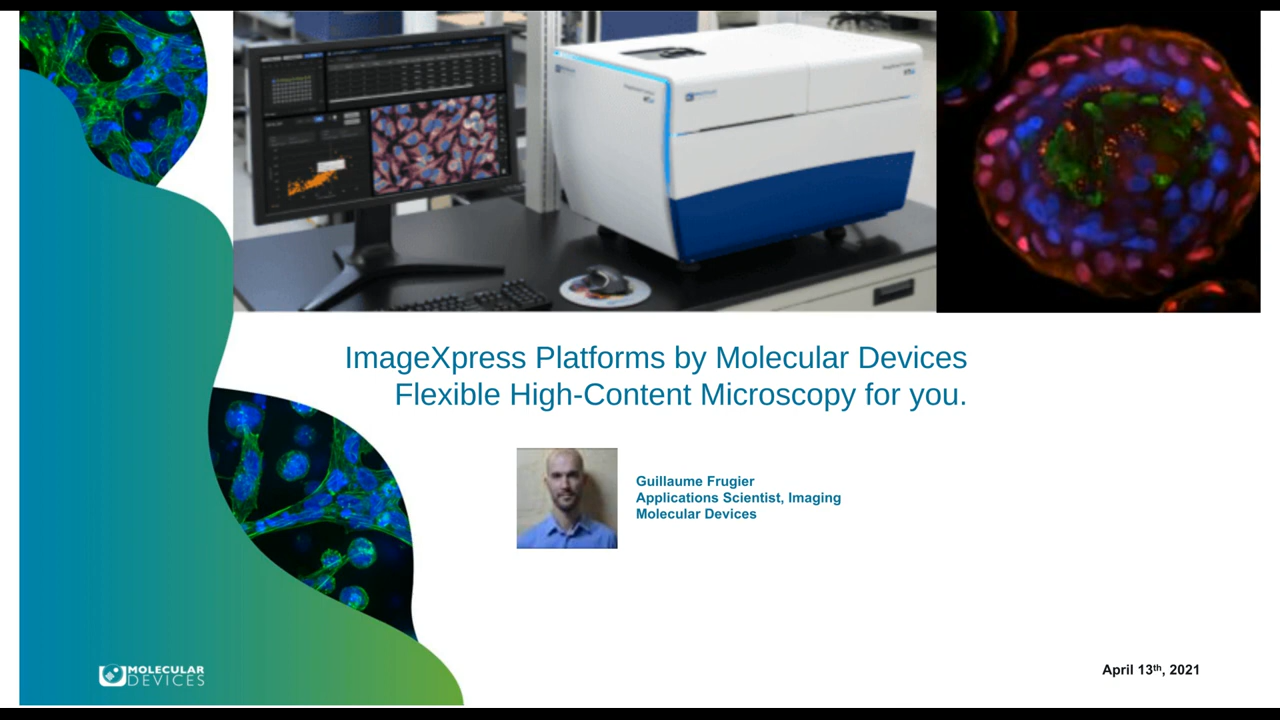 ImageXpress Platforms by Molecular Devices
Flexible High-Content Microscopy for you.
Guillaume Frugier
Applications Scientist, Imaging
Molecular Devices
MOLECULAR
DEVICES
April 13th, 2021